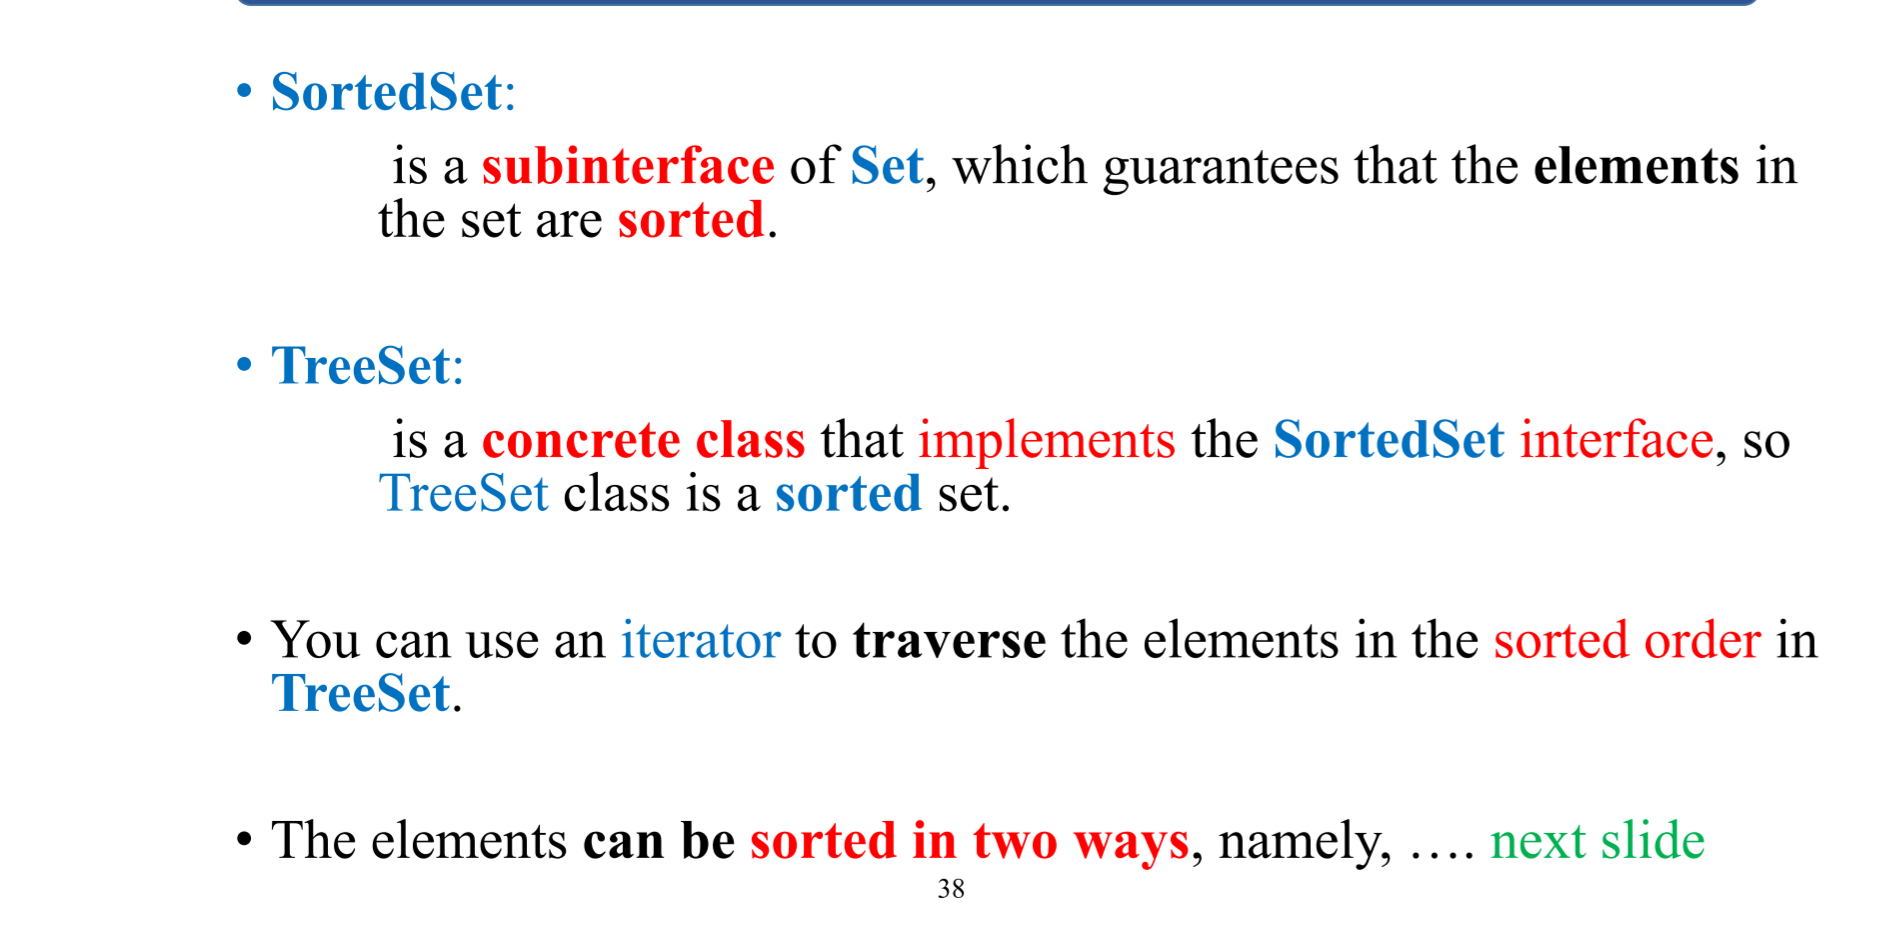 • SortedSet:
is a subinterface of Set, which guarantees that the elements in
the set are sorted.
• TreeSet:
is a concrete class that implements the SortedSet interface, so
TreeSet class is a sorted set.
• You can use an iterator to traverse the elements in the sorted order in
TreeSet.
• The elements can be sorted in two ways, namely, …. next slide
38